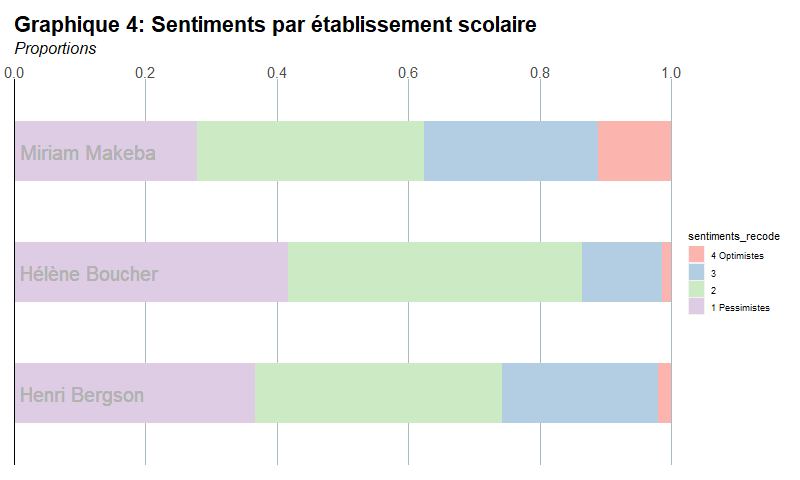 Graphique 4: Sentiments par établissement scolaire
Proportions
0.0 0.2 0.4 0.6 0.8 1.0
Miriam Makeba
Hélène Boucher
Henri Bergson
sentiments_recode
4 Optimistes
3
2
1 Pessimistes